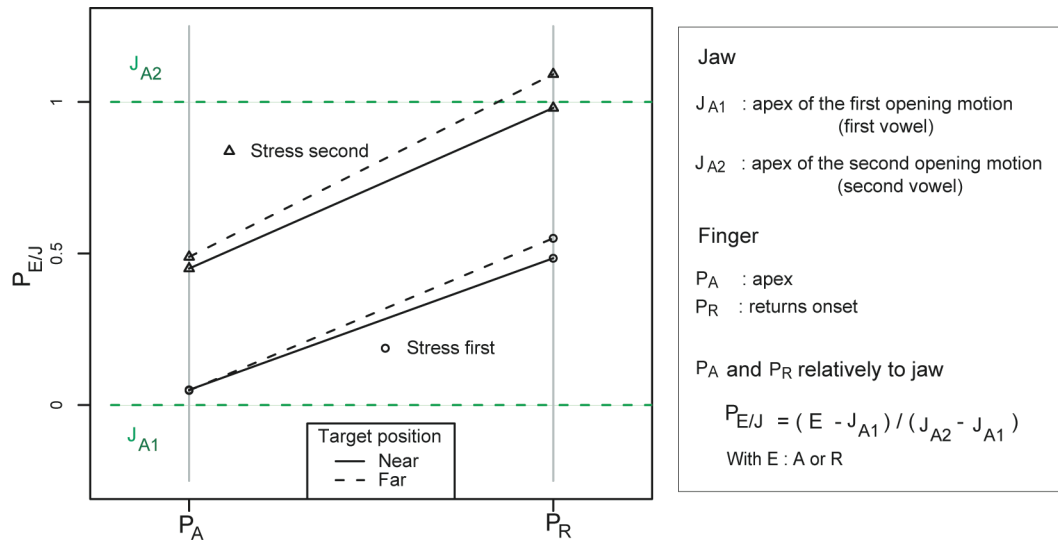 J A2
1
Stress second
0.5
P E/J
Stress first
0
J A1
Target position
Near
Far
P A
P R
Jaw
J A1 : apex of the first opening motion
(first vowel)
J A2 : apex of the second opening motion
(second vowel)
Finger
P A : apex
P R : returns onset
P A and P R relatively to jaw
P E/J = ( E - J A1 ) / ( J A2 - J A1 )
With E : A or R